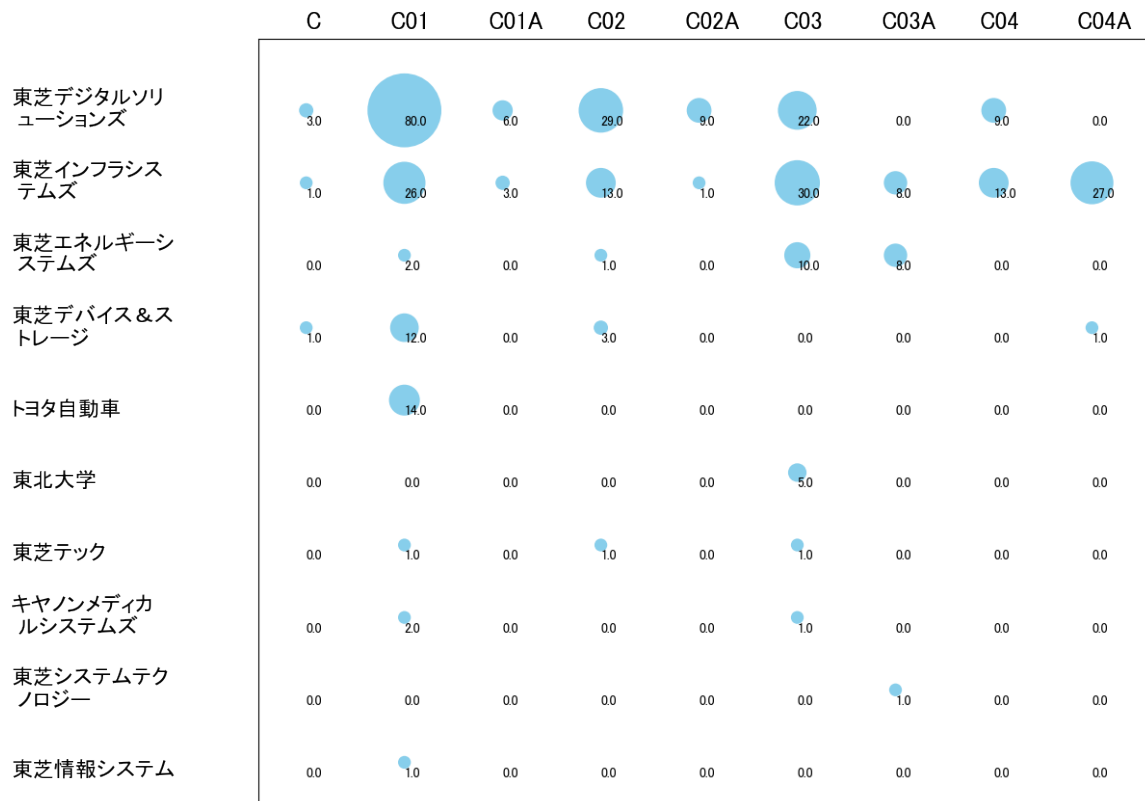 C C01 C01A C02 C02A C03 C03A C04 C04A
東芝デジタルソリ
ューションズ
3.0 80.0 6.0 29.0 9.0 22.0 0.0 9.0 0.0
東芝インフラシス
テムズ
1.0 26.0 3.0 13.0 1.0 30.0 8.0 13.0 27.0
東芝エネルギーシ
ステムズ
0.0 2.0 0.0 1.0 0.0 10.0 8.0 0.0 0.0
東芝デバイス＆ス
トレージ
1.0 12.0 0.0 3.0 0.0 0.0 0.0 0.0 1.0
トヨタ自動車
0.0 14.0 0.0 0.0 0.0 0.0 0.0 0.0 0.0
東北大学
0.0 0.0 0.0 0.0 0.0 5.0 0.0 0.0 0.0
東芝テック
0.0 1.0 0.0 1.0 0.0 1.0 0.0 0.0 0.0
キヤノンメディカ
ルシステムズ
0.0 2.0 0.0 0.0 0.0 1.0 0.0 0.0 0.0
東芝システムテク
ノロジー
0.0 0.0 0.0 0.0 0.0 0.0 1.0 0.0 0.0
東芝情報システム
0.0 1.0 0.0 0.0 0.0 0.0 0.0 0.0 0.0